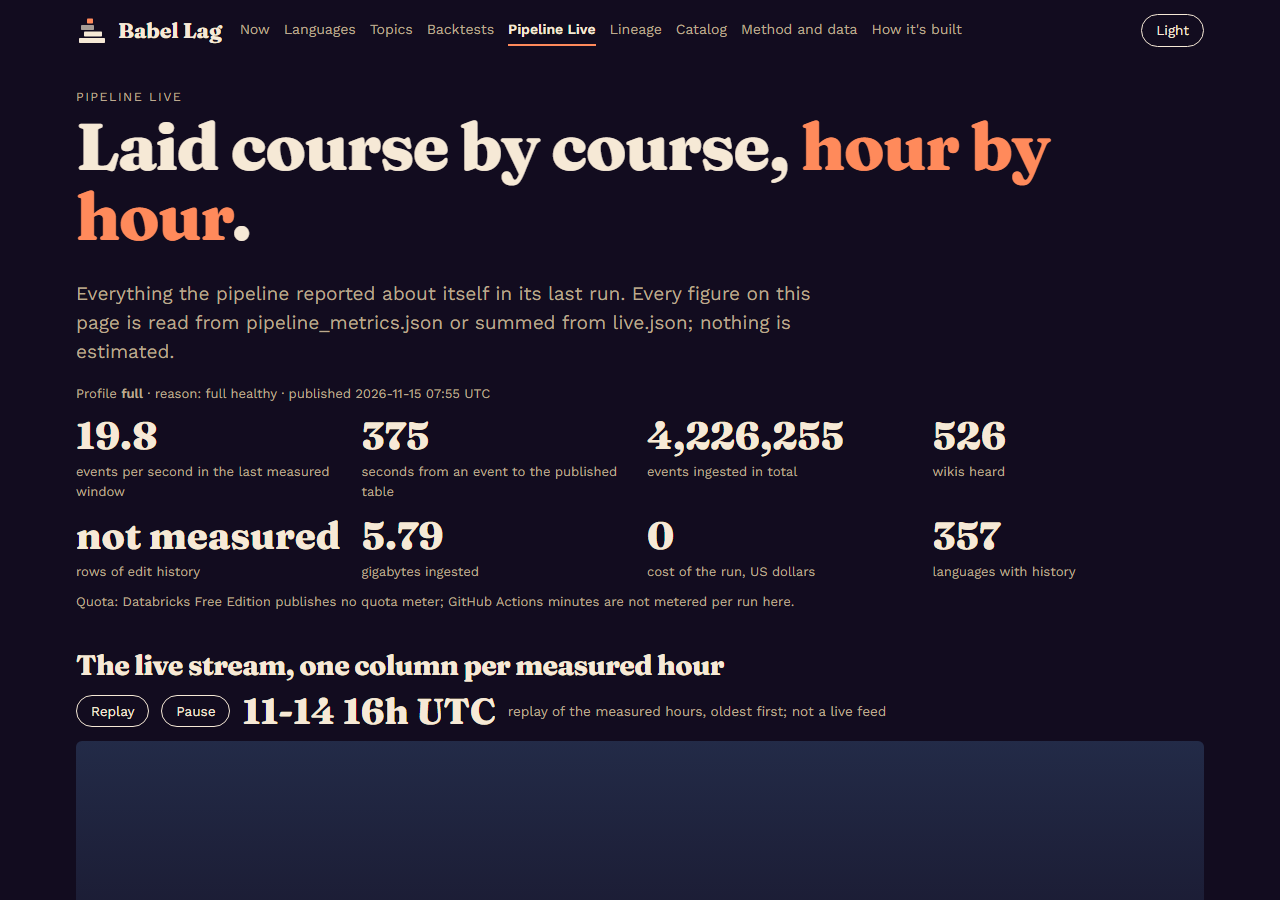 Babel Lag Now Languages Topics Backtests Pipeline Live Lineage Catalog Method and data How it's built Light
PIPELINE LIVE
Laid course by course, hour by
hour.
Everything the pipeline reported about itself in its last run. Every figure on this
page is read from pipeline_metrics.json or summed from live.json; nothing is
estimated.
Profile full · reason: full healthy · published 2026-11-15 07:55 UTC
19.8 375 4,226,255 526
events per second in the last measured seconds from an event to the published events ingested in total wikis heard
window table
not measured 5.79 0 357
rows of edit history gigabytes ingested cost of the run, US dollars languages with history
Quota: Databricks Free Edition publishes no quota meter; GitHub Actions minutes are not metered per run here.
The live stream, one column per measured hour
Replay Pause 11-14 16h UTC replay of the measured hours, oldest first; not a live feed